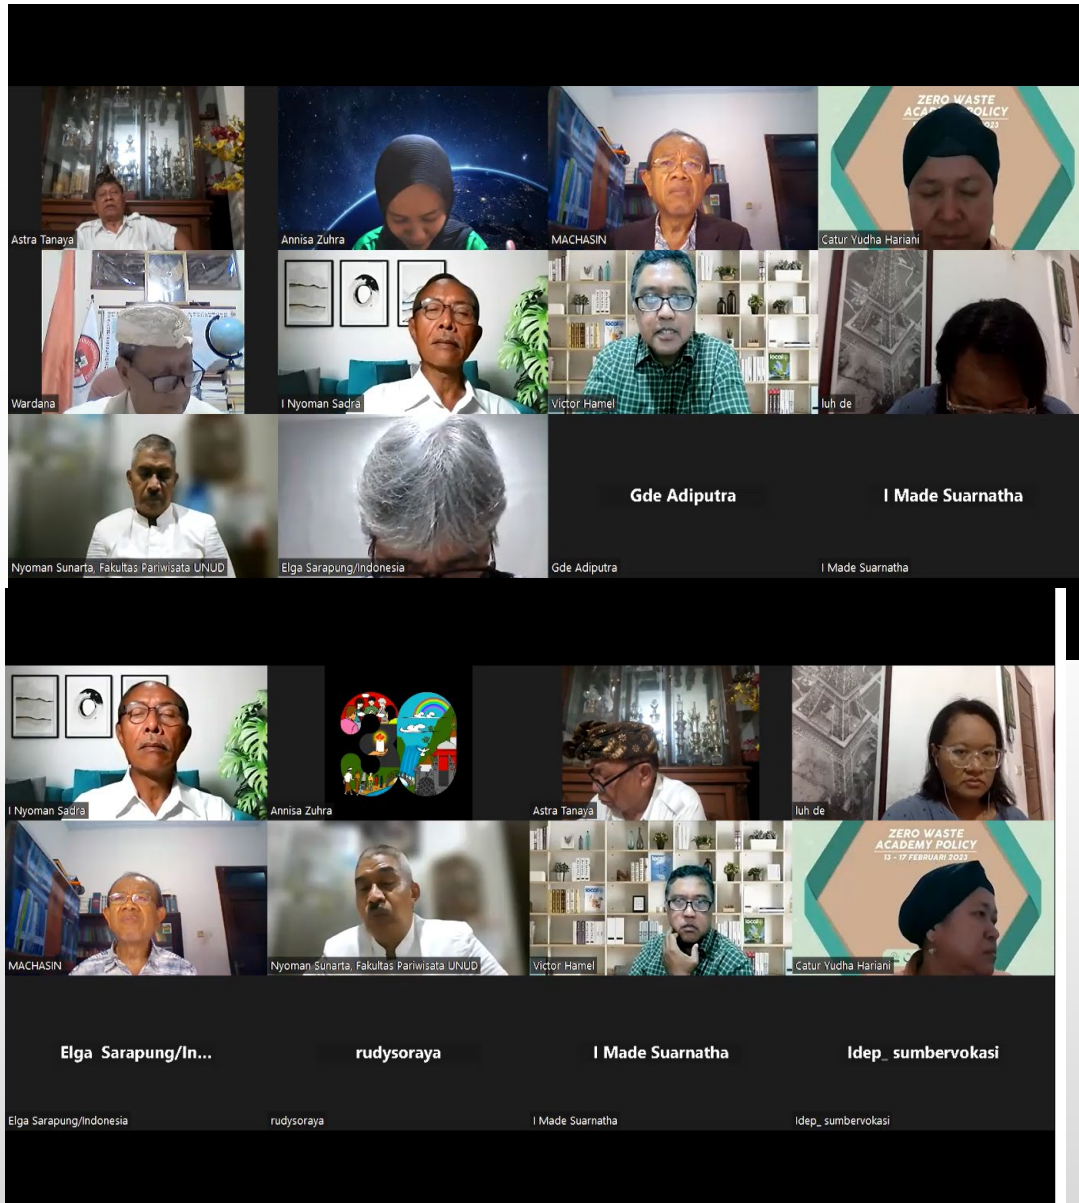 ZERO WASTE
Astra Tanaya
Annisa Zuhra
MACHASIN
Catur Yudha Hariani
Wardana
I Nyoman Sadra
Victor Hamel
luh de
Gde Adiputra
I Made Suarnatha
Nyoman Sunarta, Fakultas Pariwisata UNUD
Elga Sarapung/Indonesia
Gde Adiputra
I Made Suarnatha
I Nyoman Sadra
Annisa Zuhra
Astra Tanaya
luh de
ZERO WASTE
ACADEMY POLICY
13 - 17 FEBRUARI 2023
MACHASIN
Nyoman Sunarta, Fakultas Pariwisata UNUD
Victor Hamel
Catur Yudha Hariani
Elga Sarapung/In...
rudysoraya
I Made Suarnatha
Idep_ sumbervokasi
Elga Sarapung/Indonesia
rudysoraya
I Made Suarnatha
Idep_ sumbervokasi